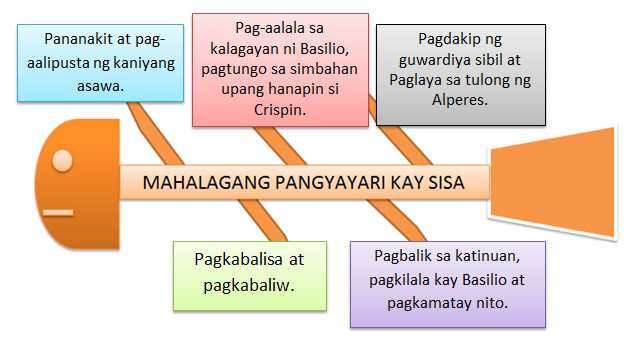 Pananakit at pag-
aalipusta ng kaniyang
asawa.
Pag-aalala sa
kalagayan ni Basilio,
pagtungo sa simbahan
upang hanapin si
Crispin.
Pagdakip ng
guwardiya sibil at
Paglaya sa tulong ng
Alperes.
MAHALAGANG PANGYAYARI KAY SISA
Pagkabalisa at
pagkabaliw.
Pagbalik sa katinuan,
pagkilala kay Basilio at
pagkamatay nito.